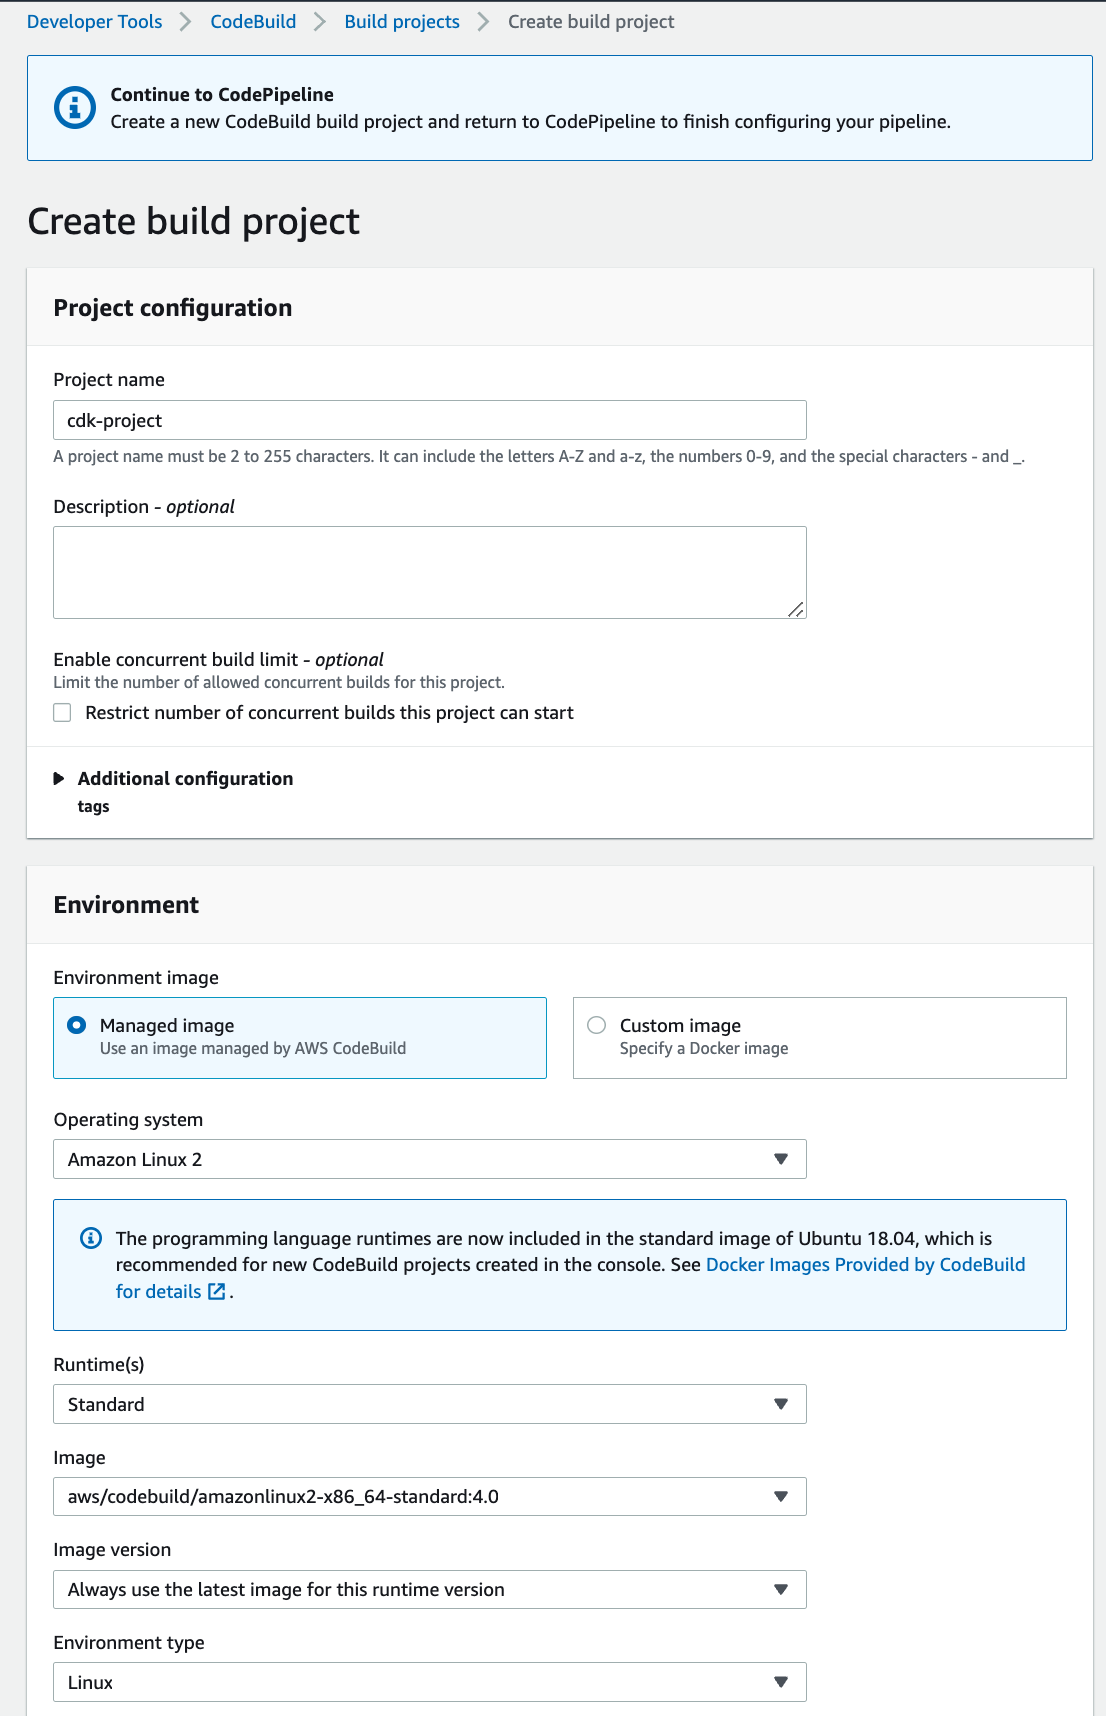 Developer Tools > CodeBuild > Build projects > Create build project
Continue to CodePipeline
Create a new CodeBuild build project and return to CodePipeline to finish configuring your pipeline.
Create build project
Project configuration
Project name
cdk-project
A project name must be 2 to 255 characters. It can include the letters A-Z and a-z, the numbers 0-9, and the special characters - and _.
Description - optional
Enable concurrent build limit - optional
Limit the number of allowed concurrent builds for this project.
Restrict number of concurrent builds this project can start
Additional configuration
tags
Environment
Environment image
Managed image
Use an image managed by AWS CodeBuild
Custom image
Specify a Docker image
Operating system
Amazon Linux 2
The programming language runtimes are now included in the standard image of Ubuntu 18.04, which is
recommended for new CodeBuild projects created in the console. See Docker Images Provided by CodeBuild
for details .
Runtime(s)
Standard
Image
aws/codebuild/amazonlinux2-x86_64-standard:4.0
Image version
Always use the latest image for this runtime version
Environment type
Linux